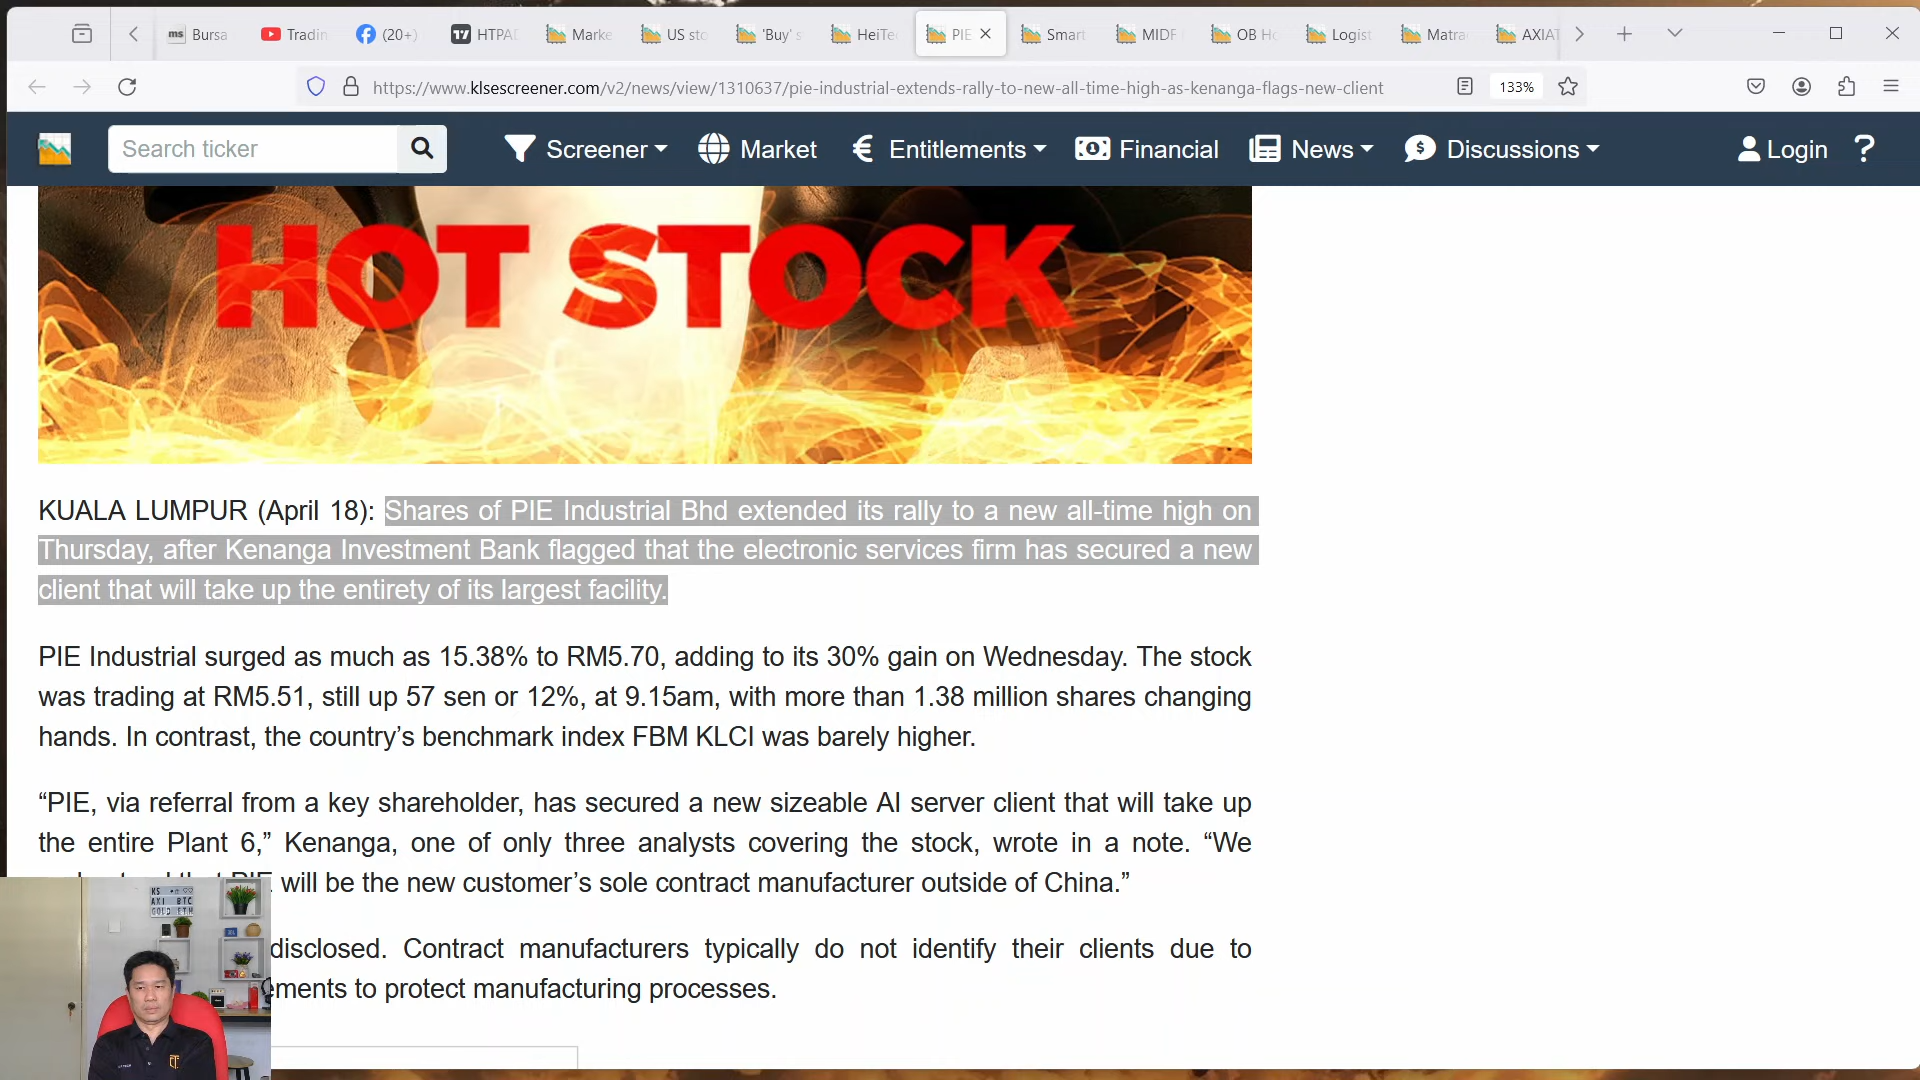 ms Bursa
Tradin
(20+)
HTPAD
Marke
US sto
'Buy' s
HeiTe
PIE
Smart
MIDF
OB Ho
Logist
Matra
AXIAT
https://www.klsescreener.com/v2/news/view/1310637/pie-industrial-extends-rally-to-new-all-time-high-as-kenanga-flags-new-client
133%
Search ticker
Screener
Market
Entitlements
Financial
News
Discussions
Login
?
HOT STOCK
KUALA LUMPUR (April 18): Shares of PIE Industrial Bhd extended its rally to a new all-time high on
Thursday, after Kenanga Investment Bank flagged that the electronic services firm has secured a new
client that will take up the entirety of its largest facility.
PIE Industrial surged as much as 15.38% to RM5.70, adding to its 30% gain on Wednesday. The stock
was trading at RM5.51, still up 57 sen or 12%, at 9.15am, with more than 1.38 million shares changing
hands. In contrast, the country’s benchmark index FBM KLCI was barely higher.
“PIE, via referral from a key shareholder, has secured a new sizeable AI server client that will take up
the entire Plant 6,” Kenanga, one of only three analysts covering the stock, wrote in a note. “We
PIE will be the new customer’s sole contract manufacturer outside of China.”
disclosed. Contract manufacturers typically do not identify their clients due to
ements to protect manufacturing processes.
KS
AXI BTC
GOLD ETH